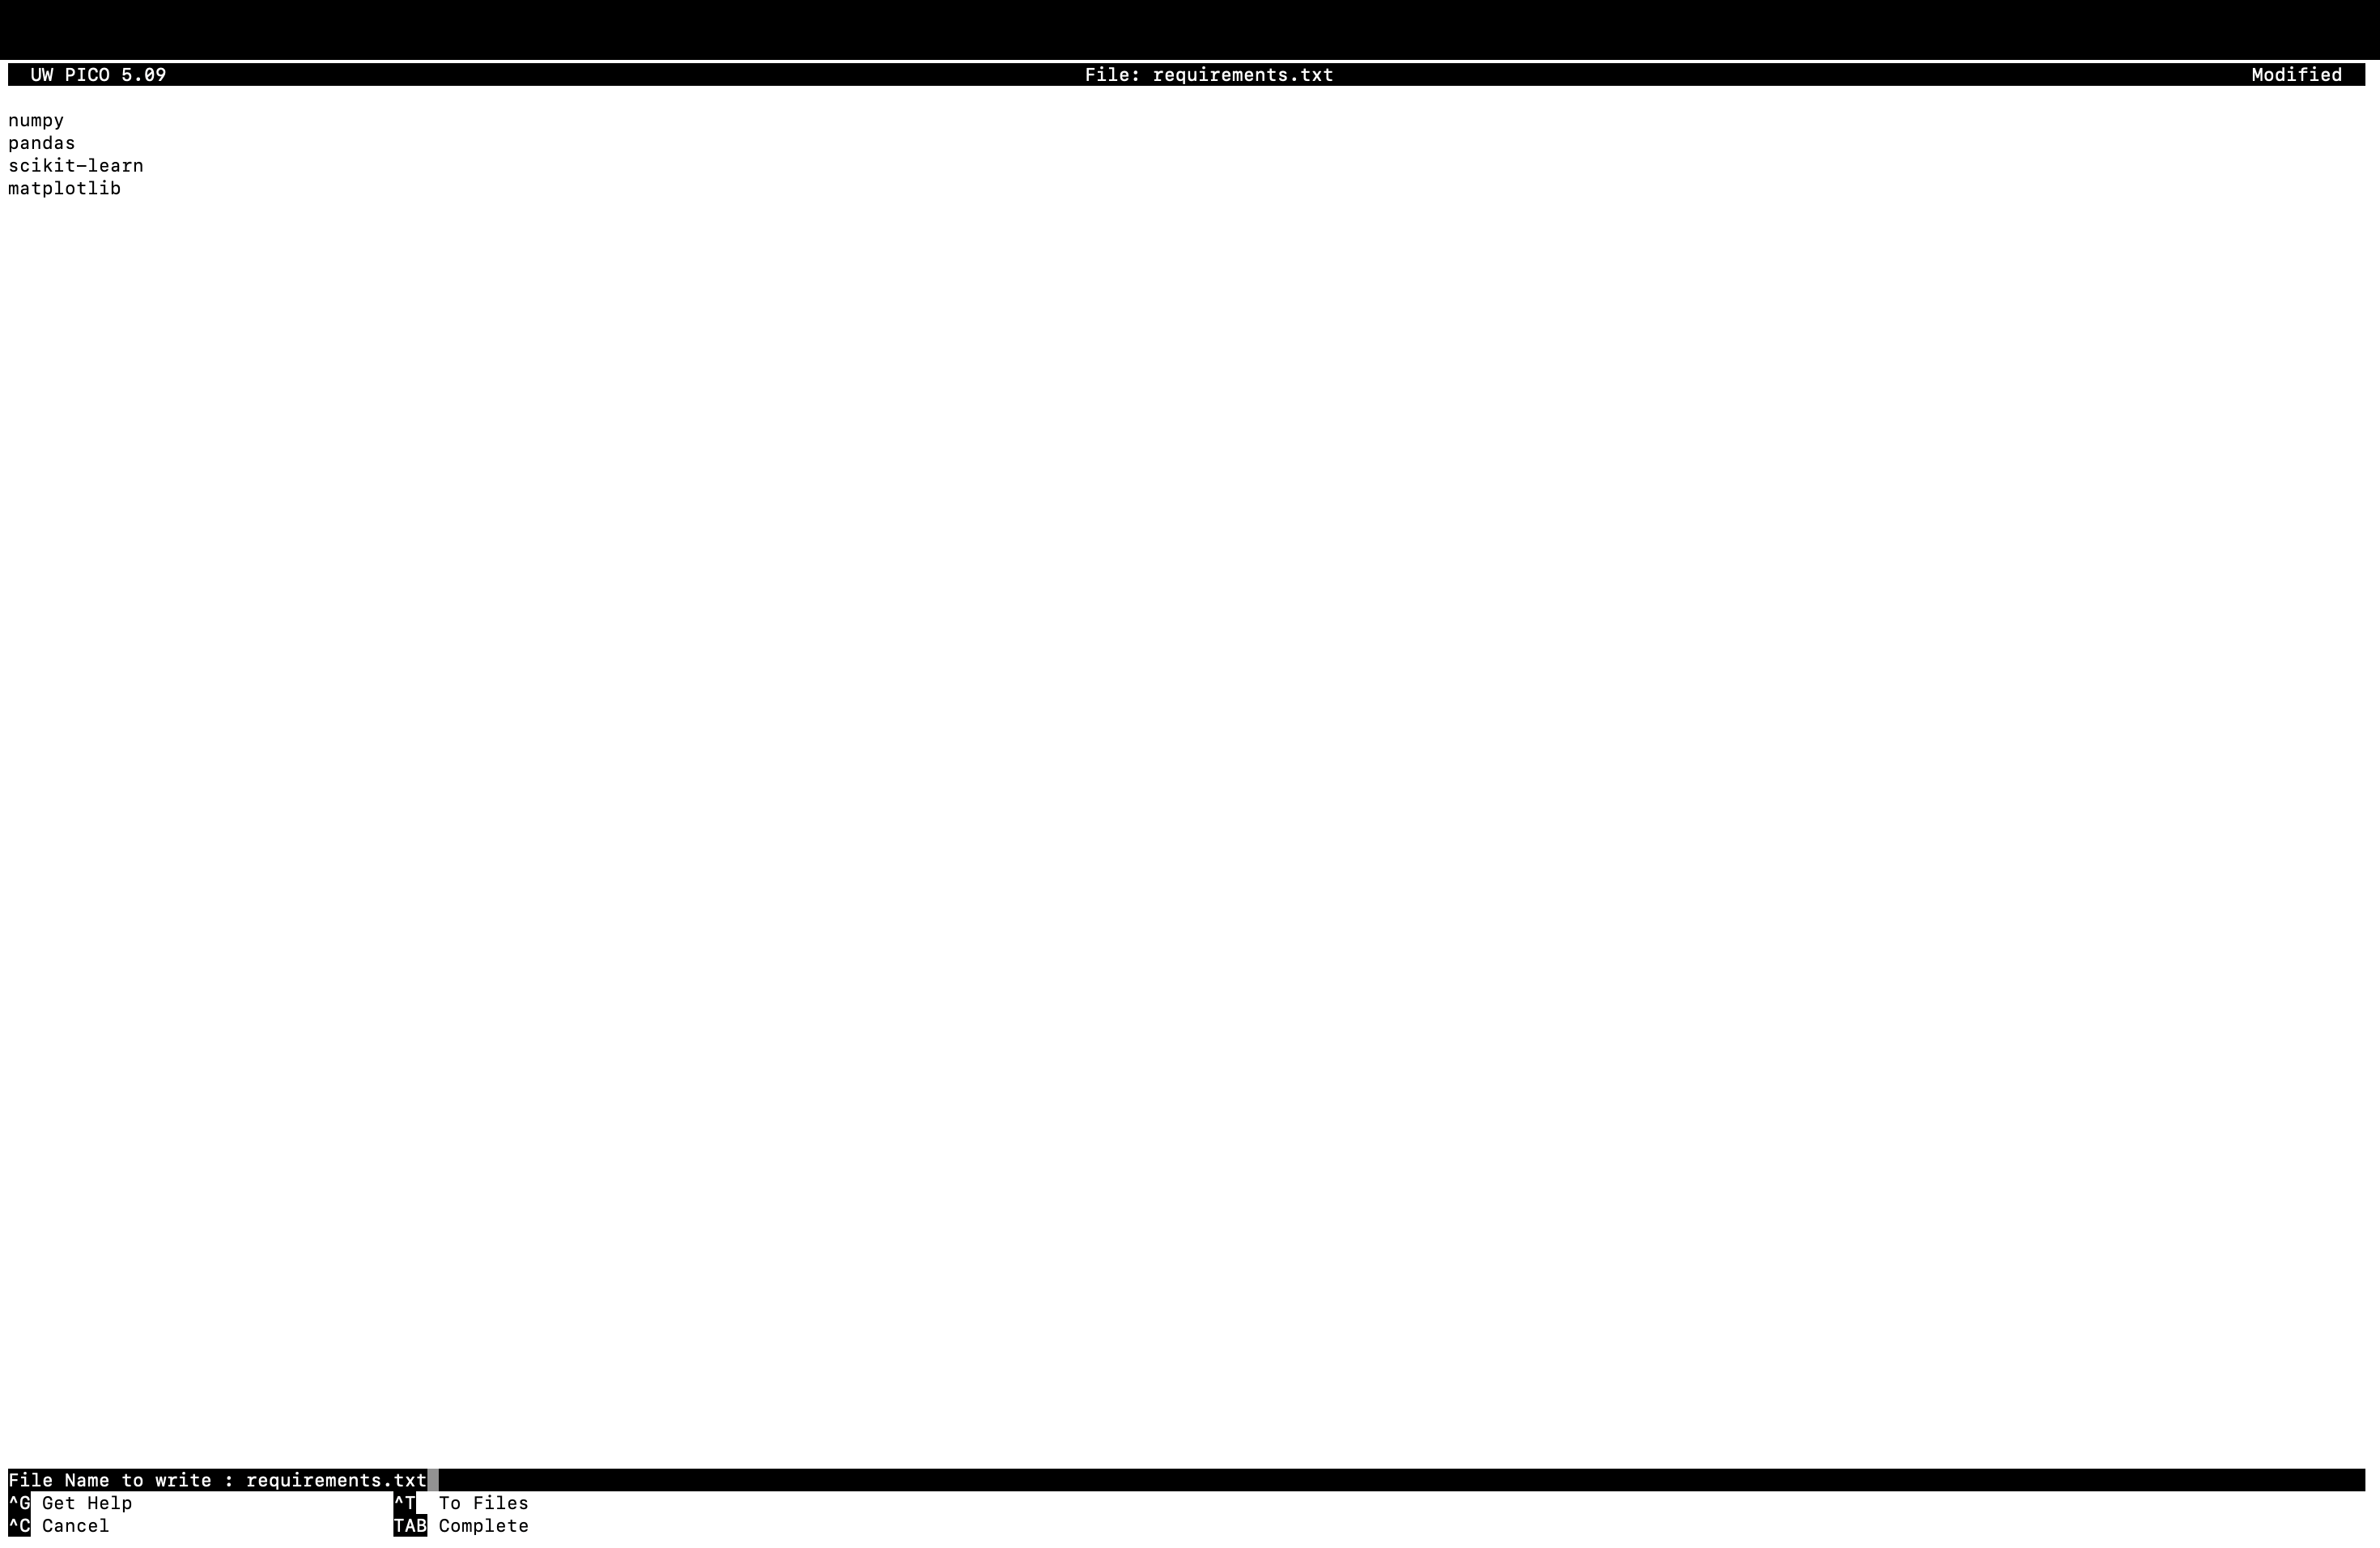 UW PICO 5.09 File: requirements.txt Modified
numpy
pandas
scikit-learn
matplotlib
File Name to write : requirements.txt
^G Get Help ^T To Files
^C Cancel TAB Complete